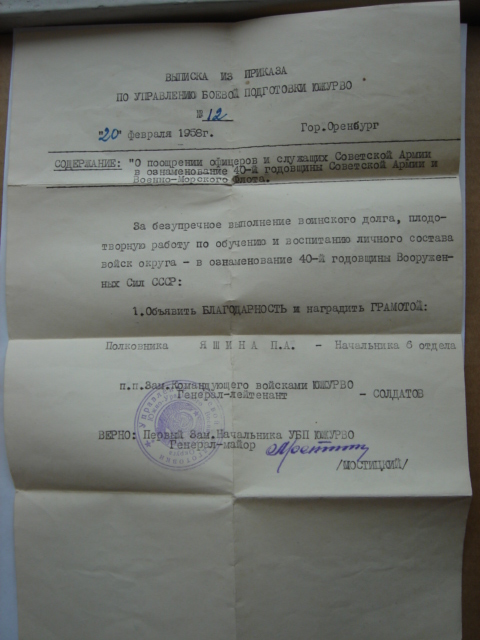 ВЫПИСКА ИЗ ПРИКАЗА
ПО УПРАВЛЕНИЮ БОЕВОЙ ПОДГОТОВКИ ЮЖУРВО
№ 12
"20" февраля 1958г. Гор.Оренбург
СОДЕРЖАНИЕ: "О поощрении офицеров и служащих Советской Армии
в ознаменование 40-й годовщины Советской Армии и
Военно-Морского Флота.
За безупречное выполнение воинского долга, плодо-
творную работу по обучению и воспитанию личного состава
войск округа - в ознаменование 40-й годовщины Вооружен-
ных Сил СССР:
1.Объявить БЛАГОДАРНОСТЬ и наградить ГРАМОТОЙ:
Полковника ЯШИНА П.А. - Начальника 6 отдела
п.п.Зам.Командующего войсками ЮЖУРВО
Генерал-лейтенант - СОЛДАТОВ
ВЕРНО: Первый Зам.Начальника УБП ЮЖУРВО
Генерал-майор
/МОСТИЦКИЙ/